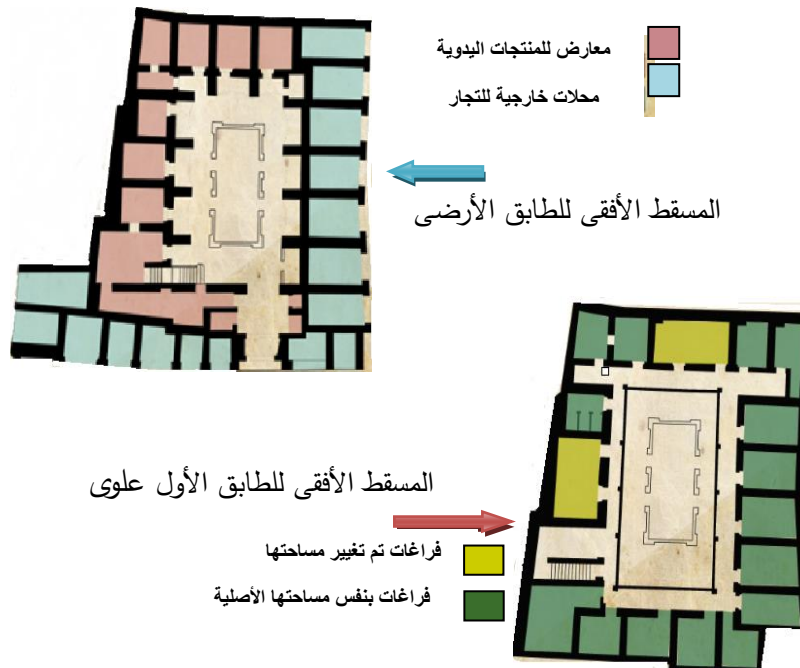 معارض للمنتجات اليدوية
محلات خارجية للتجار
المسقط الأفقى للطابق الأرضى
المسقط الأفقى للطابق الأول علوى
فراغات تم تغيير مساحتها
فراغات بنفس مساحتها الأصلية